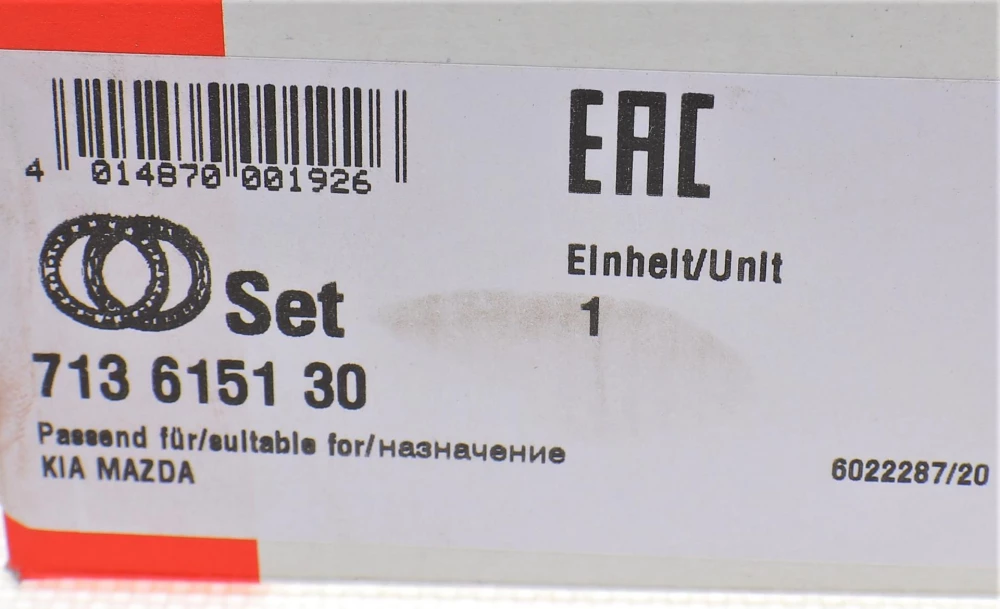 4 014870 001926
EAC
Set
Einheit/Unit
1
713 6151 30
Passend für/suitable for/назначение
KIA MAZDA
6022287/20